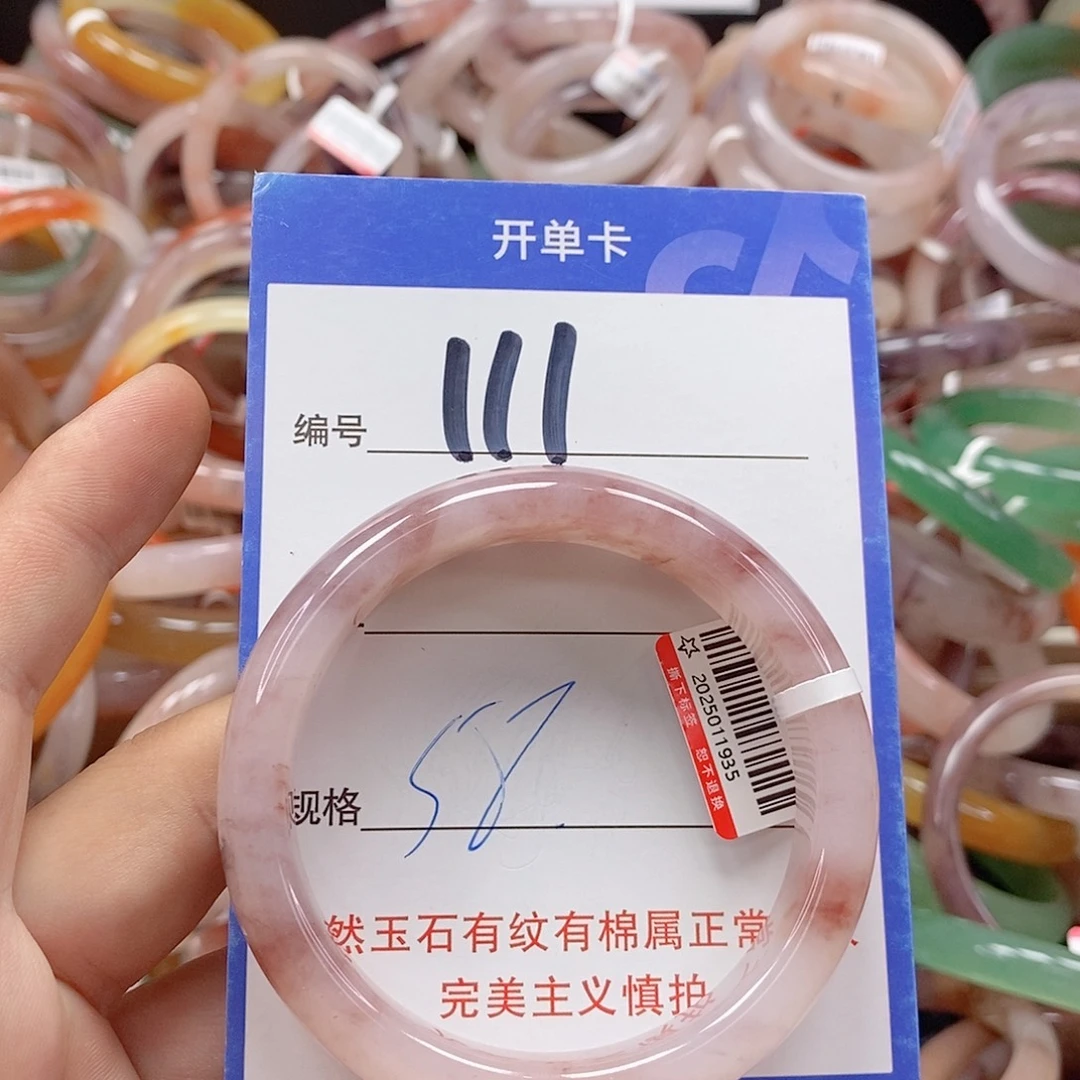 开单卡
编号 111
规格 58
2025011935
撕下标签 恕不退换
然玉石有纹有棉属正常
完美主义慎拍